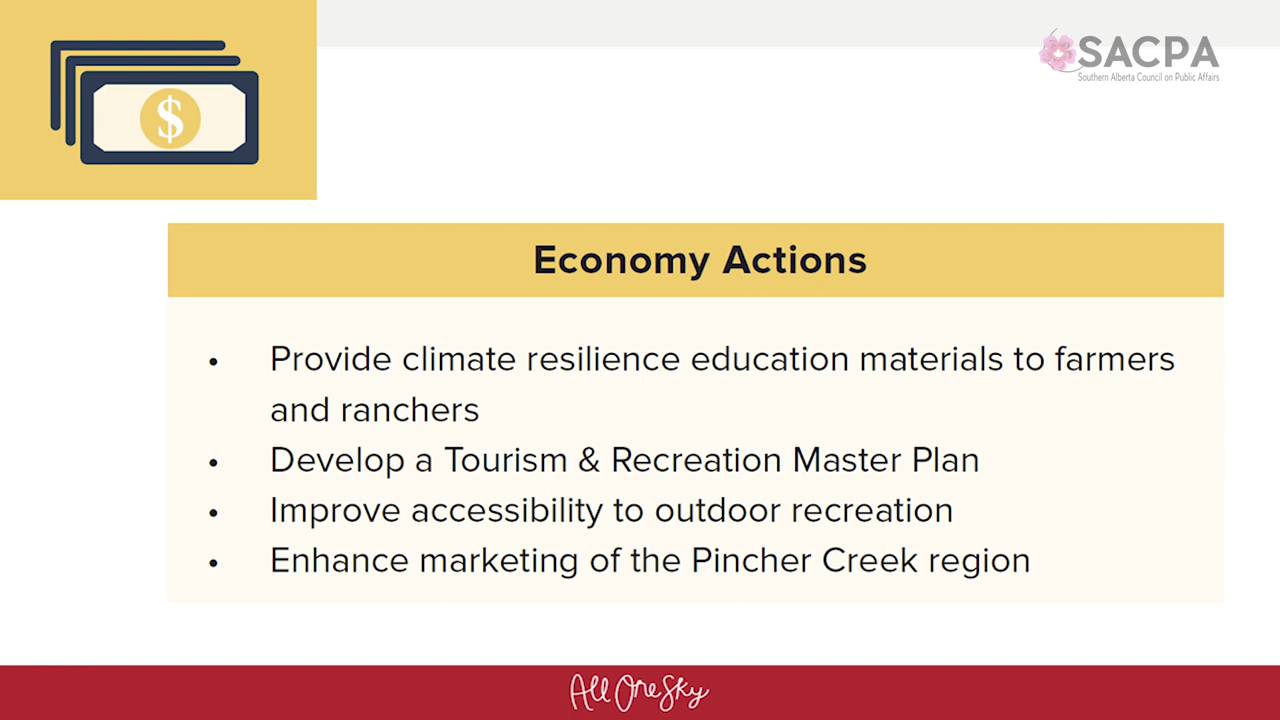 $
SACPA
Southern Alberta Council on Public Affairs
Economy Actions
• Provide climate resilience education materials to farmers
and ranchers
• Develop a Tourism & Recreation Master Plan
• Improve accessibility to outdoor recreation
• Enhance marketing of the Pincher Creek region
All One Sky